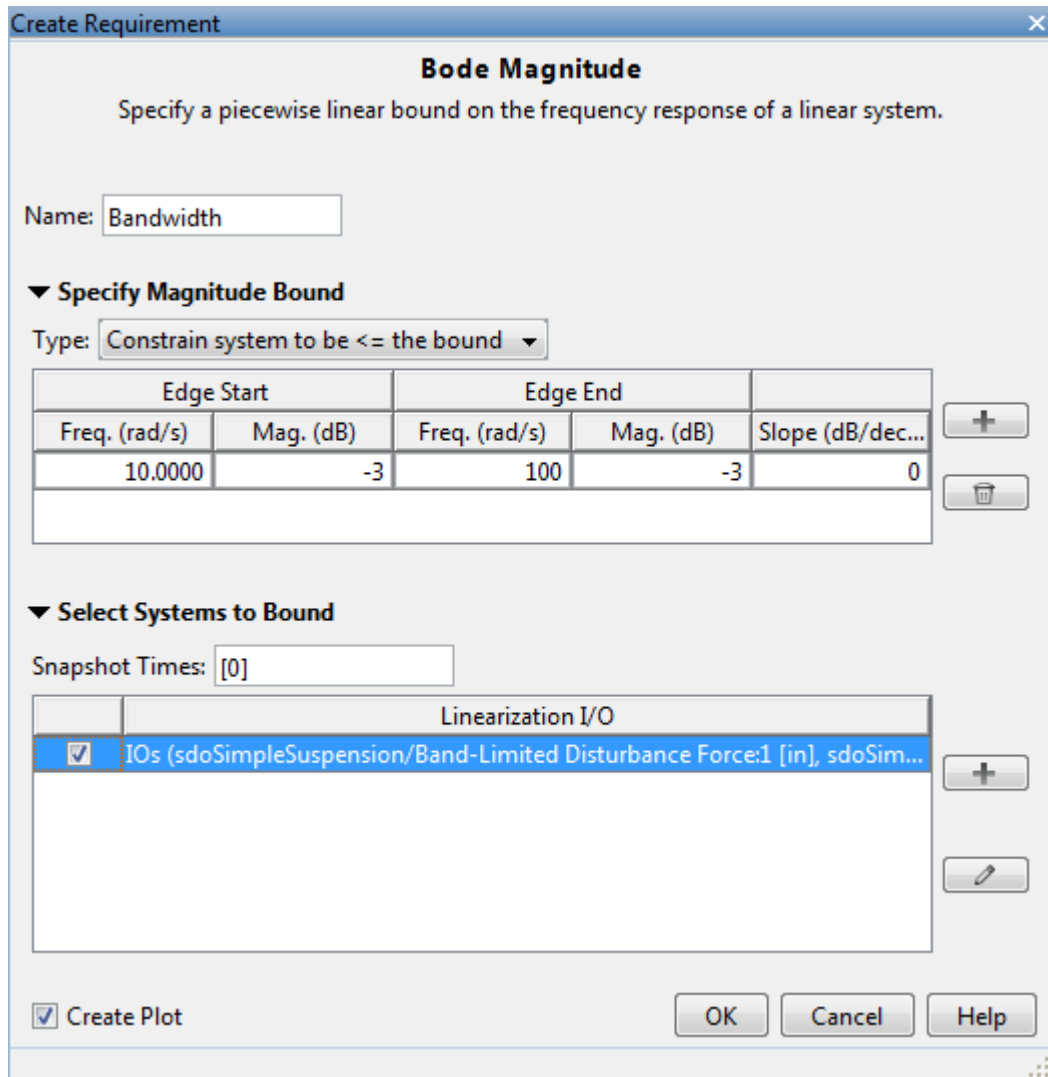 Create Requirement
Bode Magnitude
Specify a piecewise linear bound on the frequency response of a linear system.
Name: Bandwidth
Specify Magnitude Bound
Type: Constrain system to be <= the bound
Edge Start Edge End
Freq. (rad/s) Mag. (dB) Freq. (rad/s) Mag. (dB) Slope (dB/dec...
10.0000 -3 100 -3 0
Select Systems to Bound
Snapshot Times: [0]
Linearization I/O
IOs (sdoSimpleSuspension/Band-Limited Disturbance Force:1 [in], sdoSim...
Create Plot OK Cancel Help